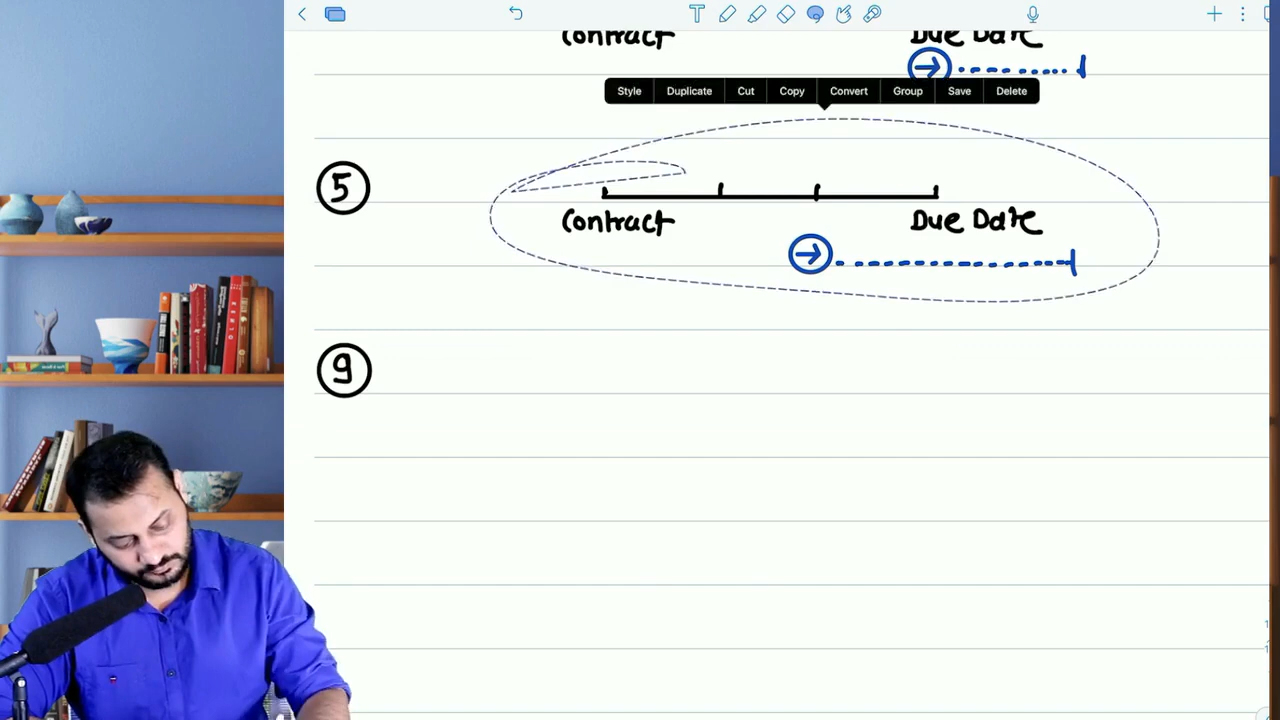 Contract Due Date
Style Duplicate Cut Copy Convert Group Save Delete
5
Contract Due Date
9